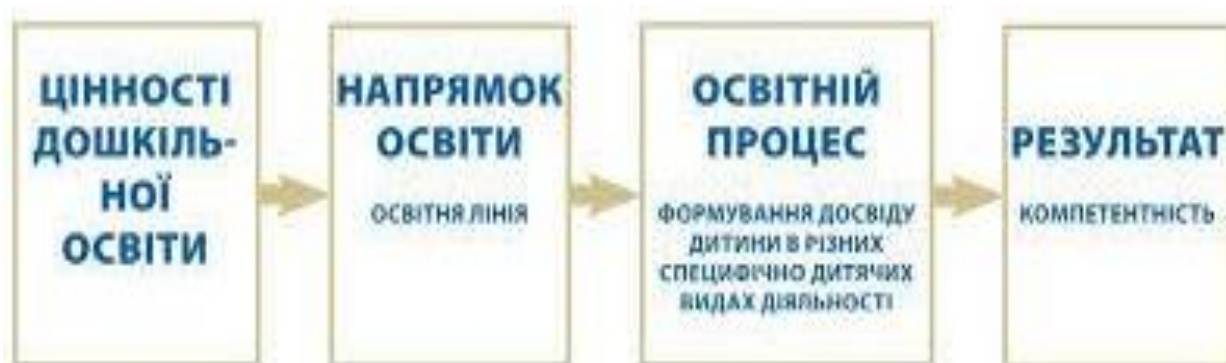 ЦІННОСТІ
ДОШКІЛЬ-
НОЇ
ОСВІТИ
НАПРЯМОК
ОСВІТИ
ОСВІТНЯ ЛІНІЯ
ОСВІТНІЙ
ПРОЦЕС
ФОРМУВАННЯ ДОСВІДУ
ДИТИНИ В РІЗНИХ
СПЕЦИФІЧНО ДИТЯЧИХ
ВИДАХ ДІЯЛЬНОСТІ
РЕЗУЛЬТАТ
КОМПЕТЕНТНІСТЬ